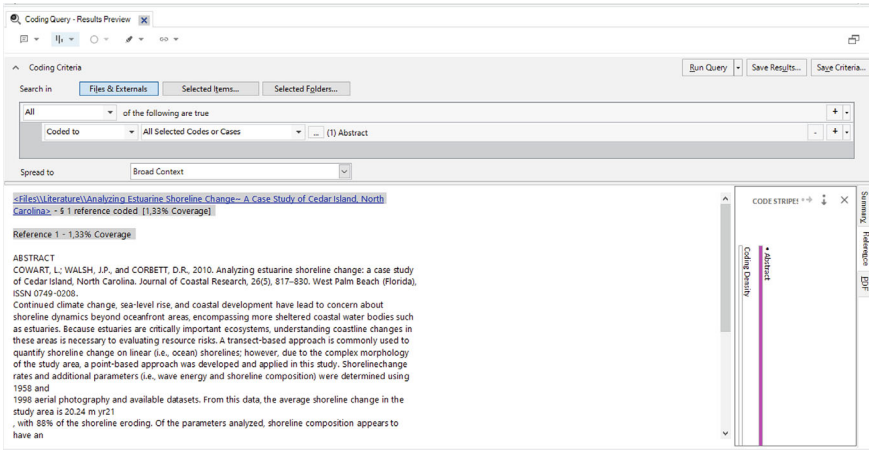 Coding Query - Results Preview
Coding Criteria
Run Query
Save Results...
Save Criteria...
Search in
Files & Externals
Selected Items...
Selected Folders...
All
of the following are true
Coded to
All Selected Codes or Cases
...
(1) Abstract
Spread to
Broad Context
<Files\\Literature\\Analyzing Estuarine Shoreline Change~ A Case Study of Cedar Island, North
Carolina> - § 1 reference coded [1,33% Coverage]
Reference 1 - 1,33% Coverage
ABSTRACT
COWART, L.; WALSH, J.P., and CORBETT, D.R., 2010. Analyzing estuarine shoreline change: a case study
of Cedar Island, North Carolina. Journal of Coastal Research, 26(5), 817–830. West Palm Beach (Florida),
ISSN 0749-0208.
Continued climate change, sea-level rise, and coastal development have lead to concern about
shoreline dynamics beyond oceanfront areas, encompassing more sheltered coastal water bodies such
as estuaries. Because estuaries are critically important ecosystems, understanding coastline changes in
these areas is necessary to evaluating resource risks. A transect-based approach is commonly used to
quantify shoreline change on linear (i.e., ocean) shorelines; however, due to the complex morphology
of the study area, a point-based approach was developed and applied in this study. Shorelinechange
rates and additional parameters (i.e., wave energy and shoreline composition) were determined using
1958 and
1998 aerial photography and available datasets. From this data, the average shoreline change in the
study area is 20.24 m yr21
, with 88% of the shoreline eroding. Of the parameters analyzed, shoreline composition appears to
have an
CODE STRIPES
Coding Density
Abstract
Summary
Reference
PDF